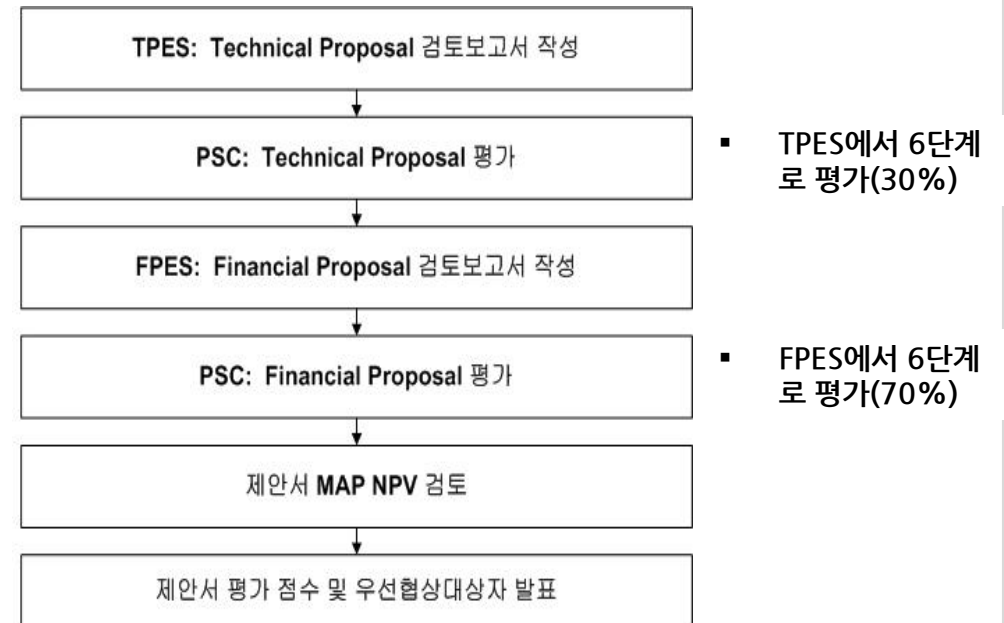 TPES: Technical Proposal 검토보고서 작성
PSC: Technical Proposal 평가
▪ TPES에서 6단계
로 평가(30%)
FPES: Financial Proposal 검토보고서 작성
PSC: Financial Proposal 평가
▪ FPES에서 6단계
로 평가(70%)
제안서 MAP NPV 검토
제안서 평가 점수 및 우선협상대상자 발표